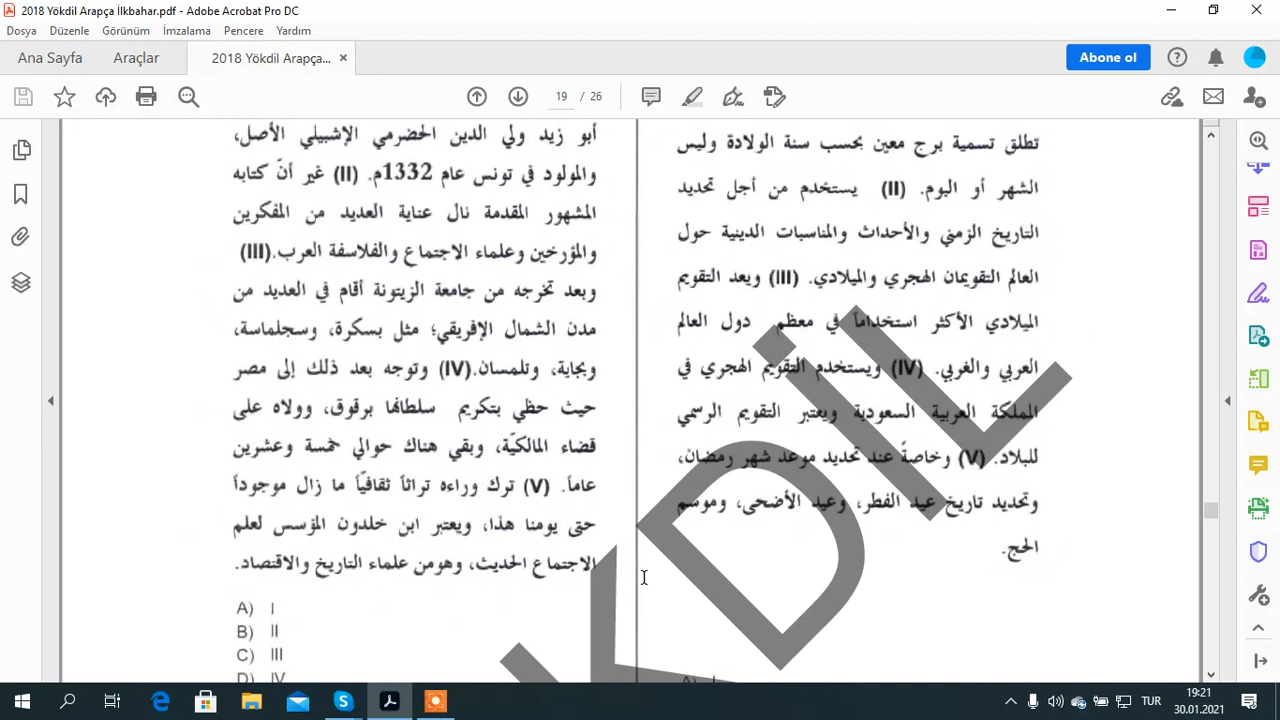 2018 Yökdil Arapça İlkbahar.pdf - Adobe Acrobat Pro DC
Dosya Düzenle Görünüm İmzalama Pencere Yardım
Ana Sayfa Araçlar 2018 Yökdil Arapça... × Abone ol
19 / 26
أبو زيد ولي الدين الحضرمي الإشبيلي الأصل،
والمولود في تونس عام 1332م. (II) غير أنّ كتابه
المشهور المقدمة نال عناية العديد من المفكرين
والمؤرخين وعلماء الاجتماع والفلاسفة العرب.(III)
وبعد تخرجه من جامعة الزيتونة أقام في العديد من
مدن الشمال الإفريقي؛ مثل بسكرة، وسجلماسة،
وبجاية، وتلمسان.(IV) وتوجه بعد ذلك إلى مصر
حيث حظي بتكريم سلطانها برقوق، وولاه على
قضاء المالكيّة، وبقي هناك حوالي خمسة وعشرين
عاماً. (V) ترك وراءه تراثاً ثقافيّاً ما زال موجوداً
حتى يومنا هذا، ويعتبر ابن خلدون المؤسس لعلم
الاجتماع الحديث، وهومن علماء التاريخ والاقتصاد.
A) I
B) II
C) III
D) IV
تطلق تسمية برج معين بحسب سنة الولادة وليس
الشهر أو اليوم. (II) يستخدم من أجل تحديد
التاريخ الزمني والأحداث والمناسبات الدينية حول
العالم التقويمان الهجري والميلادي. (III) ويعد التقويم
الميلادي الأكثر استخداماً في معظم دول العالم
العربي والغربي. (IV) ويستخدم التقويم الهجري في
المملكة العربية السعودية ويعتبر التقويم الرسمي
للبلاد. (V) وخاصةً عند تحديد موعد شهر رمضان،
وتحديد تاريخ عيد الفطر، وعيد الأضحى، وموسم
الحج.
KDİL
TUR
19:21
30.01.2021